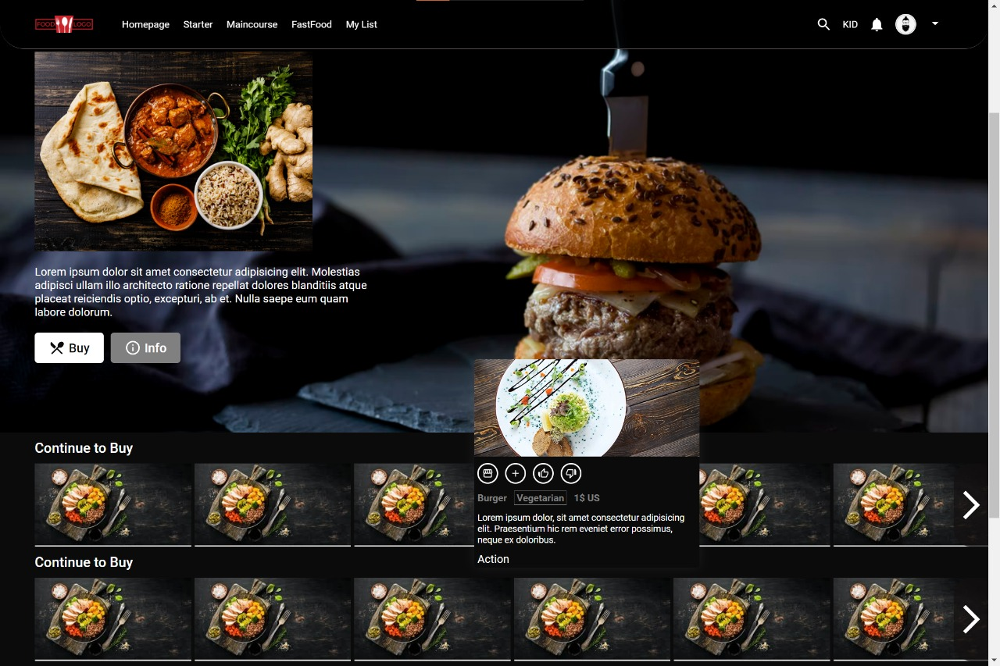 FOOD LOGO
Homepage Starter Maincourse FastFood My List
KID
Lorem ipsum dolor sit amet consectetur adipisicing elit. Molestias
adipisci ullam illo architecto ratione repellat dolores blanditiis atque
placeat reiciendis optio, excepturi, ab et. Nulla saepe eum quam
labore dolorum.
Buy Info
Continue to Buy
Burger Vegetarian 1$ US
Lorem ipsum dolor, sit amet consectetur adipisicing
elit. Praesentium hic rem eveniet error possimus,
neque ex doloribus.
Action
Continue to Buy